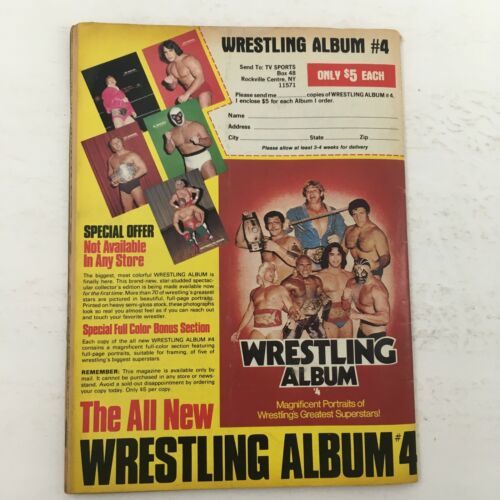 WRESTLING ALBUM #4
Send To: TV SPORTS
Box 48
Rockville Centre, NY
11571
ONLY $5 EACH
Please send me ____ copies of WRESTLING ALBUM #4.
I enclose $5 for each Album I order.
Name
Address
City State Zip
Please allow at least 3-4 weeks for delivery
SPECIAL OFFER
Not Available
In Any Store
The biggest, most colorful WRESTLING ALBUM is
finally here. This brand-new, star-studded spectac-
ular collector's edition is being made available now
for the first time. More than 70 of wrestling's greatest
stars are pictured in beautiful, full-page portraits.
Printed on heavy semi-gloss stock, these photographs
look so real you almost feel as if you can reach out
and touch your favorite wrestler.
Special Full Color Bonus Section
Each copy of the all new WRESTLING ALBUM #4
contains a magnificent full-color section featuring
full-page portraits, suitable for framing, of five of
wrestling's biggest superstars.
REMEMBER: This magazine is available only by
mail. It cannot be purchased in any store or news-
stand. Avoid a sold-out disappointment by ordering
your copy today. Only $5 per copy.
WRESTLING
ALBUM
#4
Magnificent Portraits of
Wrestling's Greatest Superstars!
The All New
WRESTLING ALBUM #4